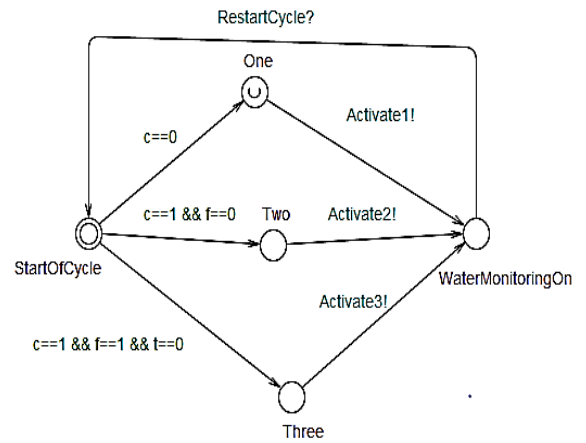 RestartCycle?
One
Activate1!
c==0
c==1 && f==0
Two
Activate2!
StartOfCycle
WaterMonitoringOn
Activate3!
c==1 && f==1 && t==0
Three